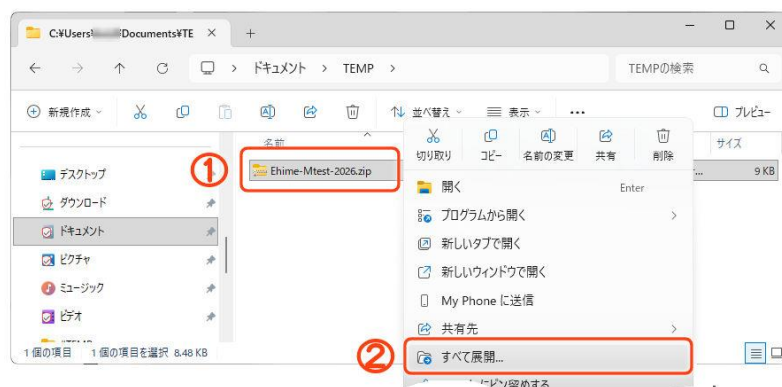 C:¥Users¥ Documents¥TE × +
ドキュメント > TEMP > TEMPの検索
新規作成 並べ替え 表示 ... プレビュー
名前 サイズ
切り取り コピー 名前の変更 共有 削除
① Ehime-Mtest-2026.zip ... 9 KB
デスクトップ
ダウンロード
ドキュメント
ピクチャ
ミュージック
ビデオ
開く Enter
プログラムから開く
新しいタブで開く
新しいウィンドウで開く
My Phone に送信
共有先
② すべて展開...
にピン留めする
1 個の項目 1 個の項目を選択 8.48 KB